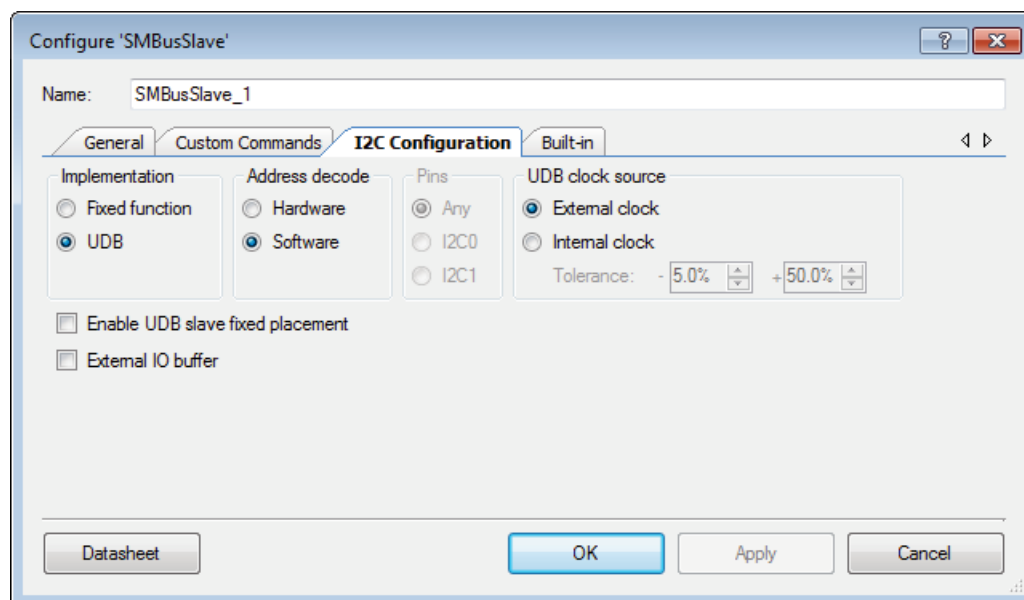 Configure 'SMBusSlave'
Name: SMBusSlave_1
General Custom Commands I2C Configuration Built-in
Implementation Address decode Pins UDB clock source
Fixed function Hardware Any External clock
UDB Software I2C0 Internal clock
I2C1 Tolerance: - 5.0% + 50.0%
Enable UDB slave fixed placement
External IO buffer
Datasheet OK Apply Cancel